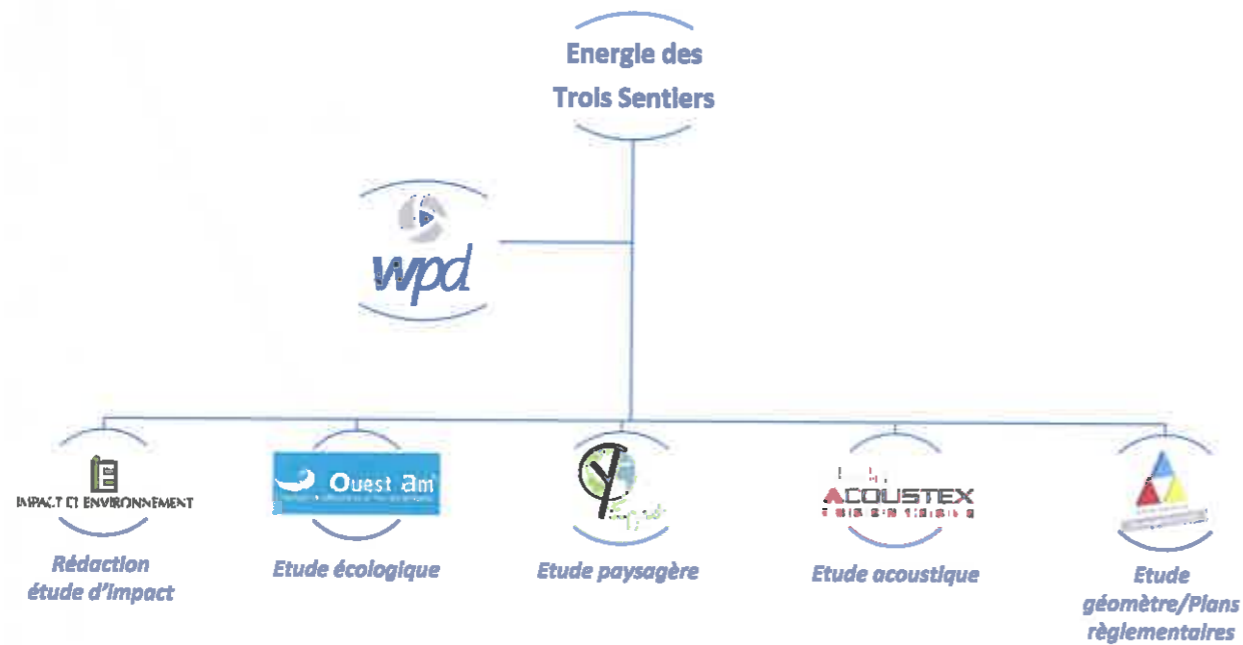 Energie des
Trois Sentiers
wpd
IMPACT ET ENVIRONNEMENT
Ouest am
ACOUSTEX
Rédaction
étude d'impact
Etude écologique
Etude paysagère
Etude acoustique
Etude
géomètre/Plans
règlementaires